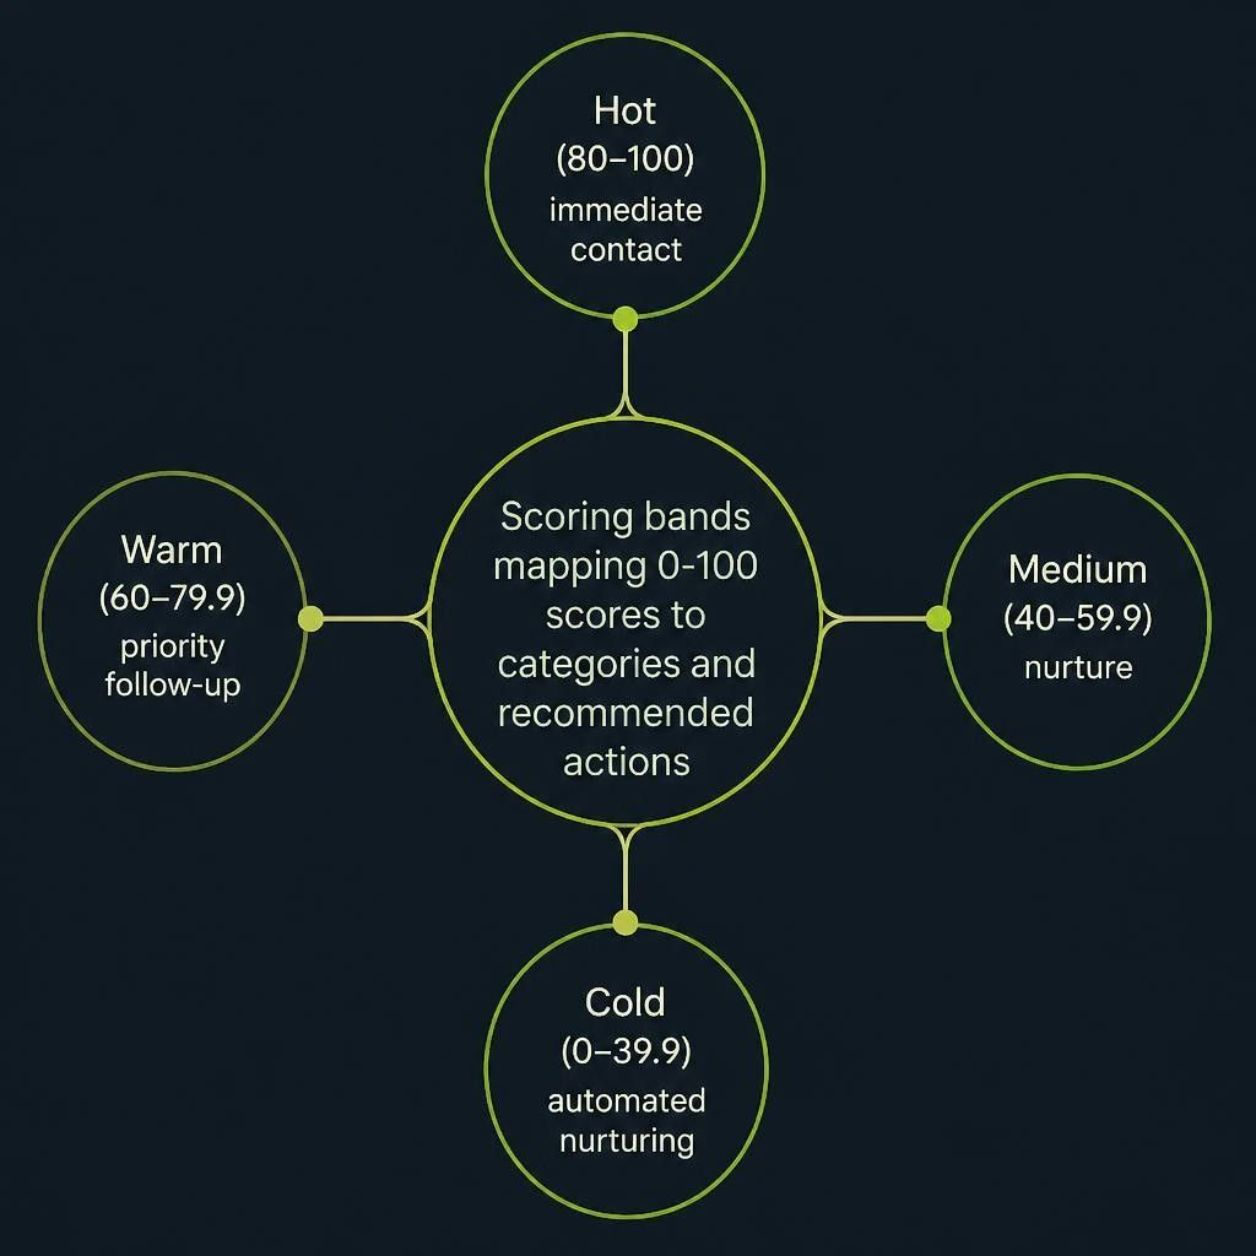 Hot
(80–100)
immediate
contact
Warm
(60–79.9)
priority
follow-up
Scoring bands
mapping 0-100
scores to
categories and
recommended
actions
Medium
(40–59.9)
nurture
Cold
(0–39.9)
automated
nurturing